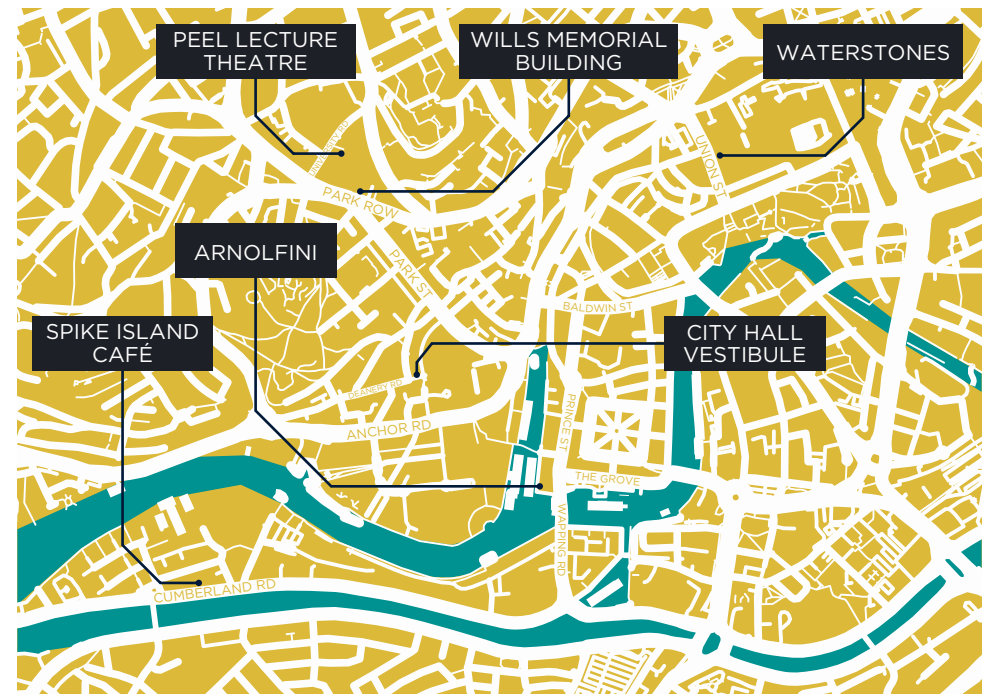 PEEL LECTURE
THEATRE
WILLS MEMORIAL
BUILDING
WATERSTONES
UNIVERSITY RD
UNION ST
PARK ROW
ARNOLFINI
PARK ST
BALDWIN ST
SPIKE ISLAND
CAFÉ
CITY HALL
VESTIBULE
DEANERY RD
PRINCE ST
ANCHOR RD
THE GROVE
WAPPING RD
CUMBERLAND RD